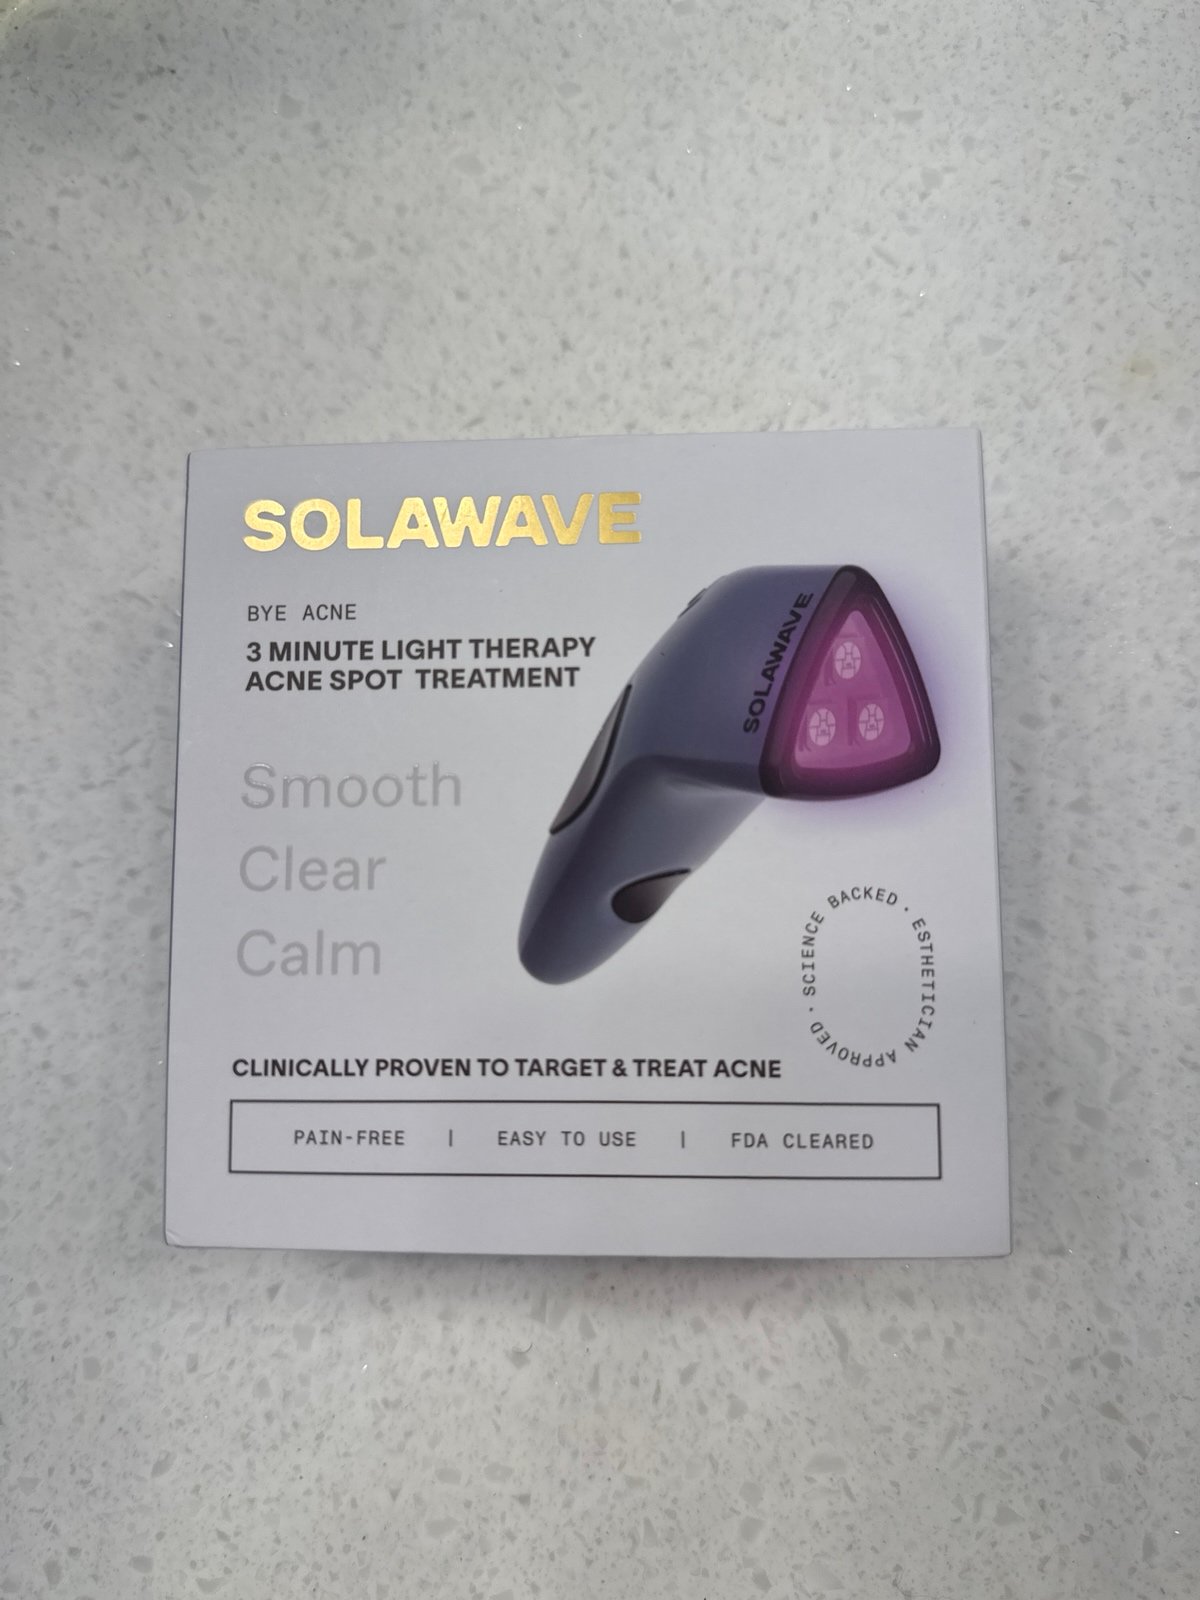 SOLAWAVE
BYE ACNE
3 MINUTE LIGHT THERAPY
ACNE SPOT TREATMENT
SOLAWAVE
Smooth
Clear
Calm
SCIENCE BACKED · ESTHETICIAN APPROVED ·
CLINICALLY PROVEN TO TARGET & TREAT ACNE
PAIN-FREE | EASY TO USE | FDA CLEARED